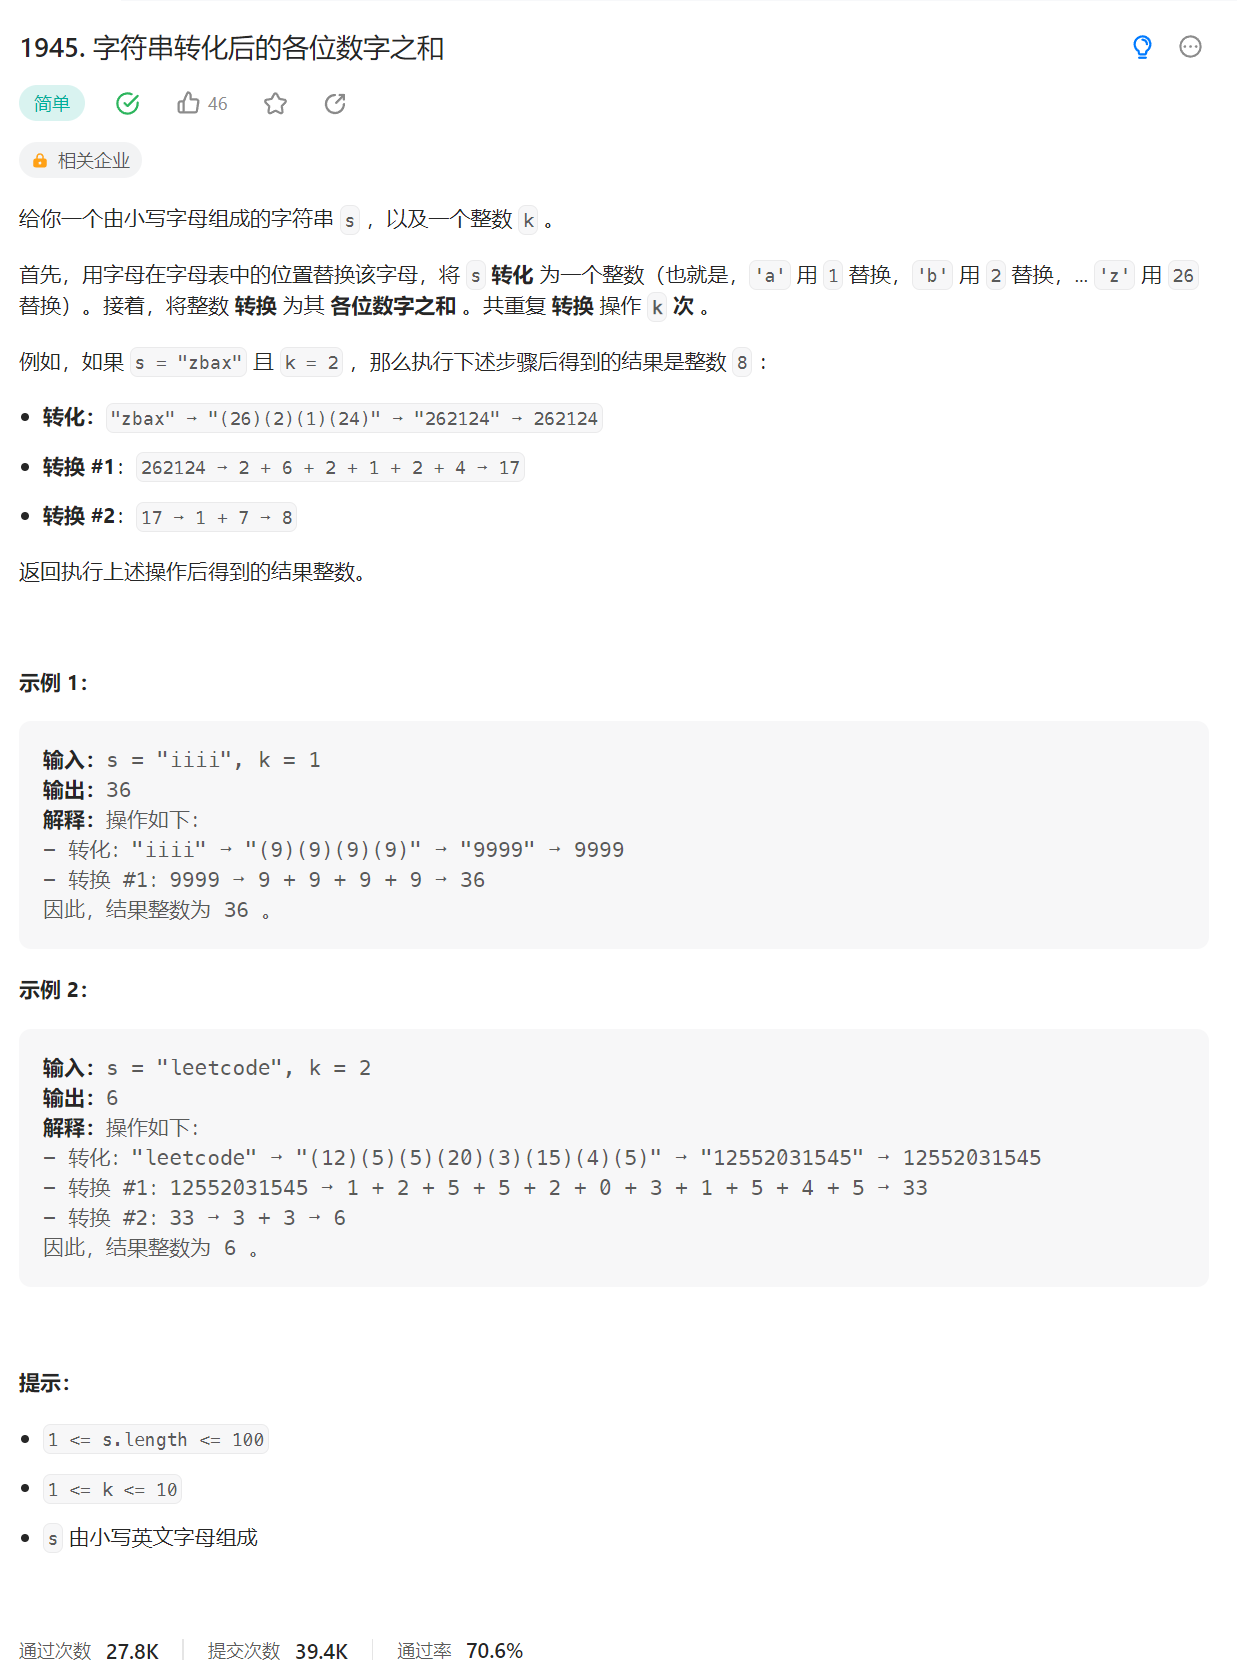 1945. 字符串转化后的各位数字之和
简单 46
相关企业
给你一个由小写字母组成的字符串 s ，以及一个整数 k 。
首先，用字母在字母表中的位置替换该字母，将 s 转化 为一个整数（也就是，'a' 用 1 替换，'b' 用 2 替换，... 'z' 用 26
替换）。接着，将整数 转换 为其 各位数字之和 。共重复 转换 操作 k 次 。
例如，如果 s = "zbax" 且 k = 2 ，那么执行下述步骤后得到的结果是整数 8 ：
• 转化： "zbax" → "(26)(2)(1)(24)" → "262124" → 262124
• 转换 #1： 262124 → 2 + 6 + 2 + 1 + 2 + 4 → 17
• 转换 #2： 17 → 1 + 7 → 8
返回执行上述操作后得到的结果整数。
示例 1：
输入：s = "iiii", k = 1
输出：36
解释：操作如下：
- 转化："iiii" → "(9)(9)(9)(9)" → "9999" → 9999
- 转换 #1：9999 → 9 + 9 + 9 + 9 → 36
因此，结果整数为 36 。
示例 2：
输入：s = "leetcode", k = 2
输出：6
解释：操作如下：
- 转化："leetcode" → "(12)(5)(5)(20)(3)(15)(4)(5)" → "12552031545" → 12552031545
- 转换 #1：12552031545 → 1 + 2 + 5 + 5 + 2 + 0 + 3 + 1 + 5 + 4 + 5 → 33
- 转换 #2：33 → 3 + 3 → 6
因此，结果整数为 6 。
提示：
• 1 <= s.length <= 100
• 1 <= k <= 10
• s 由小写英文字母组成
通过次数 27.8K 提交次数 39.4K 通过率 70.6%